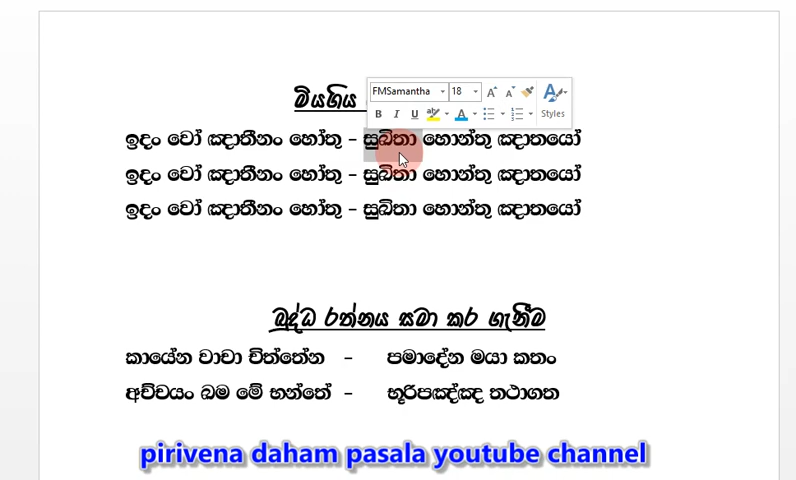 මියගිය
FMSamantha 18
B I U Styles
ඉදං වෝ ඤාතීනං හෝතු - සුඛිතා හොන්තු ඤාතයෝ
ඉදං වෝ ඤාතීනං හෝතු - සුඛිතා හොන්තු ඤාතයෝ
ඉදං වෝ ඤාතීනං හෝතු - සුඛිතා හොන්තු ඤාතයෝ
බුද්ධ රත්නය සමා කර ගැනීම
කායේන වාචා චිත්තේන - පමාදේන මයා කතං
අච්චයං ඛම මේ භන්තේ - භූරිපඤ්ඤ තථාගත
pirivena daham pasala youtube channel